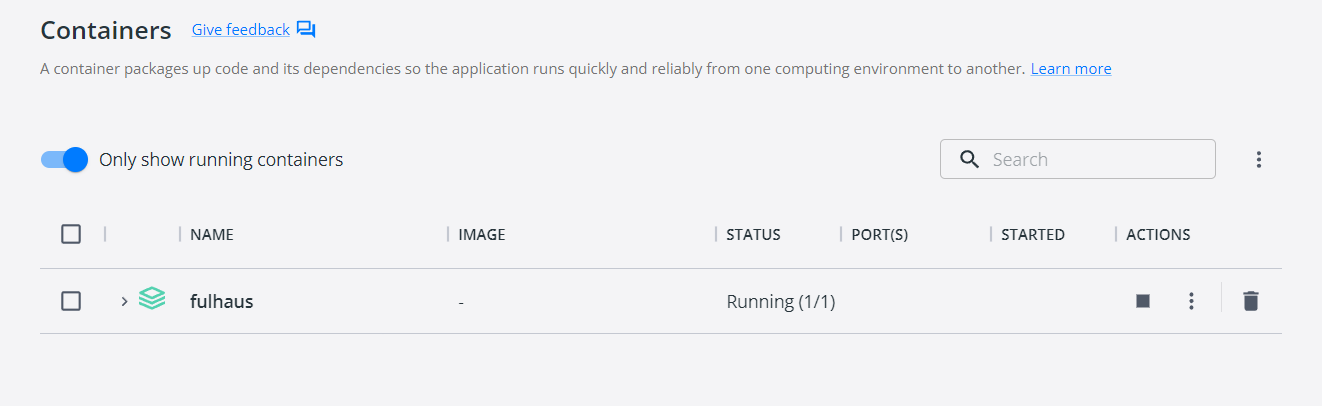 Containers Give feedback
A container packages up code and its dependencies so the application runs quickly and reliably from one computing environment to another. Learn more
Only show running containers Search
NAME IMAGE STATUS PORT(S) STARTED ACTIONS
fulhaus - Running (1/1)